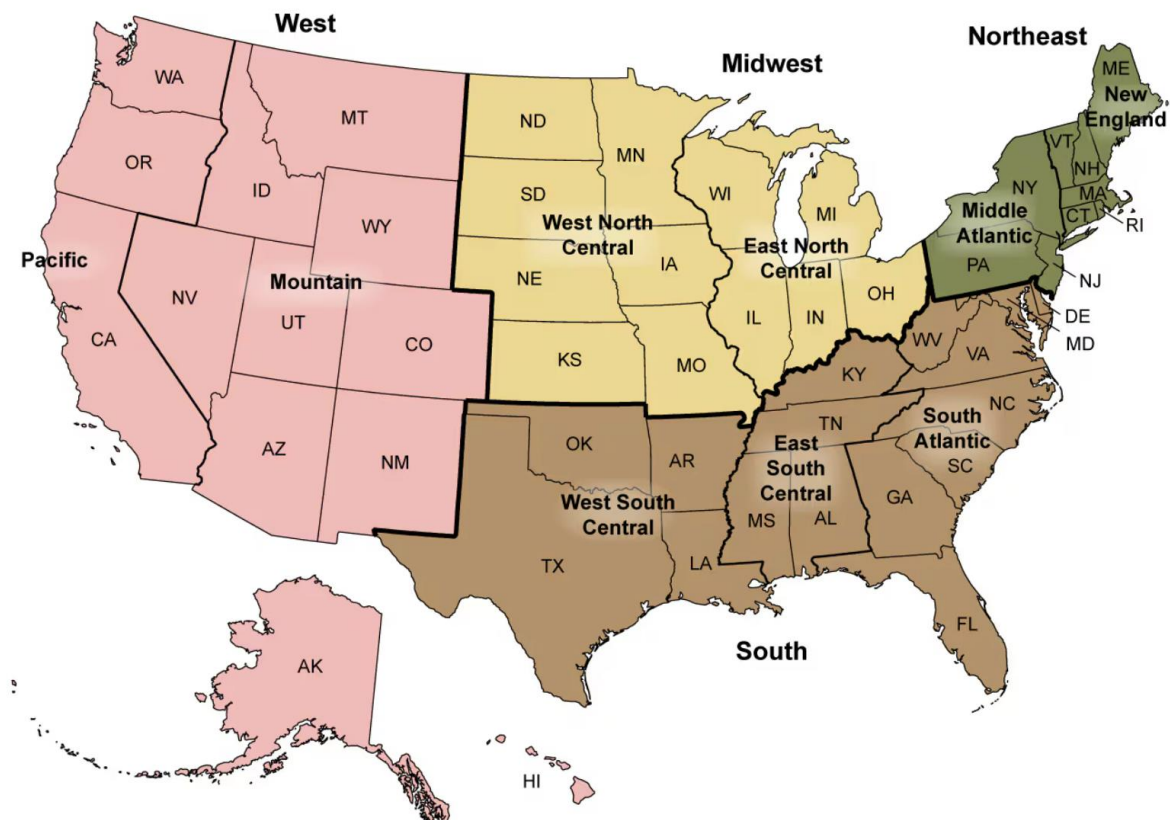 West
Northeast
Midwest
ME
New
England
WA
MT
ND
MN
VT
NH
OR
ID
SD
WI
MI
NY
MA
CT
RI
WY
West North
Central
East North
Central
Middle
Atlantic
Pacific
Mountain
NV
NE
IA
PA
NJ
OH
IL
IN
DE
MD
UT
CO
CA
KS
MO
WV
VA
KY
NC
TN
South
Atlantic
AZ
NM
OK
AR
East
South
Central
SC
West South
Central
MS
AL
GA
TX
LA
FL
South
AK
HI